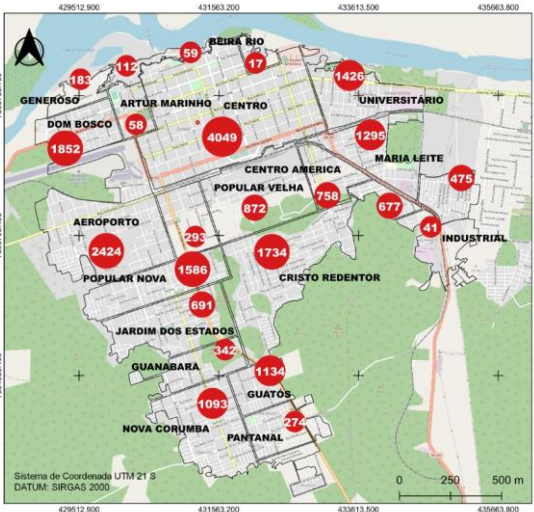 429512.900 431563.200 433613.500 435663.800
BEIRA RIO
59
17
112
1426
183
GENEROSO
ARTUR MARINHO
CENTRO
UNIVERSITÁRIO
DOM BOSCO
58
4049
1295
1852
MARIA LEITE
CENTRO AMERICA
475
POPULAR VELHA
758
872
677
AEROPORTO
293
41
INDUSTRIAL
2424
1734
1586
POPULAR NOVA
CRISTO REDENTOR
691
JARDIM DOS ESTADOS
342
GUANABARA
1134
GUATÓS
1093
274
NOVA CORUMBA
PANTANAL
Sistema de Coordenada UTM 21 S
DATUM: SIRGAS 2000
0 250 500 m
429512.900 431563.200 433613.500 435663.800